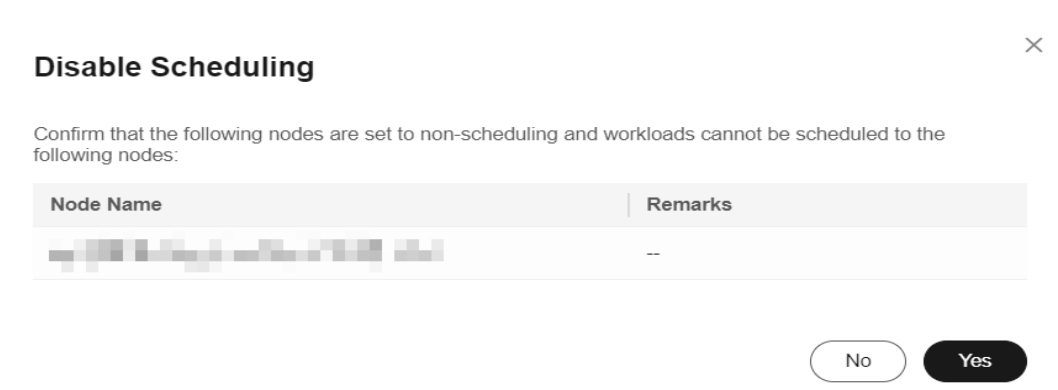 Disable Scheduling
Confirm that the following nodes are set to non-scheduling and workloads cannot be scheduled to the
following nodes:
Node Name Remarks
--
No Yes